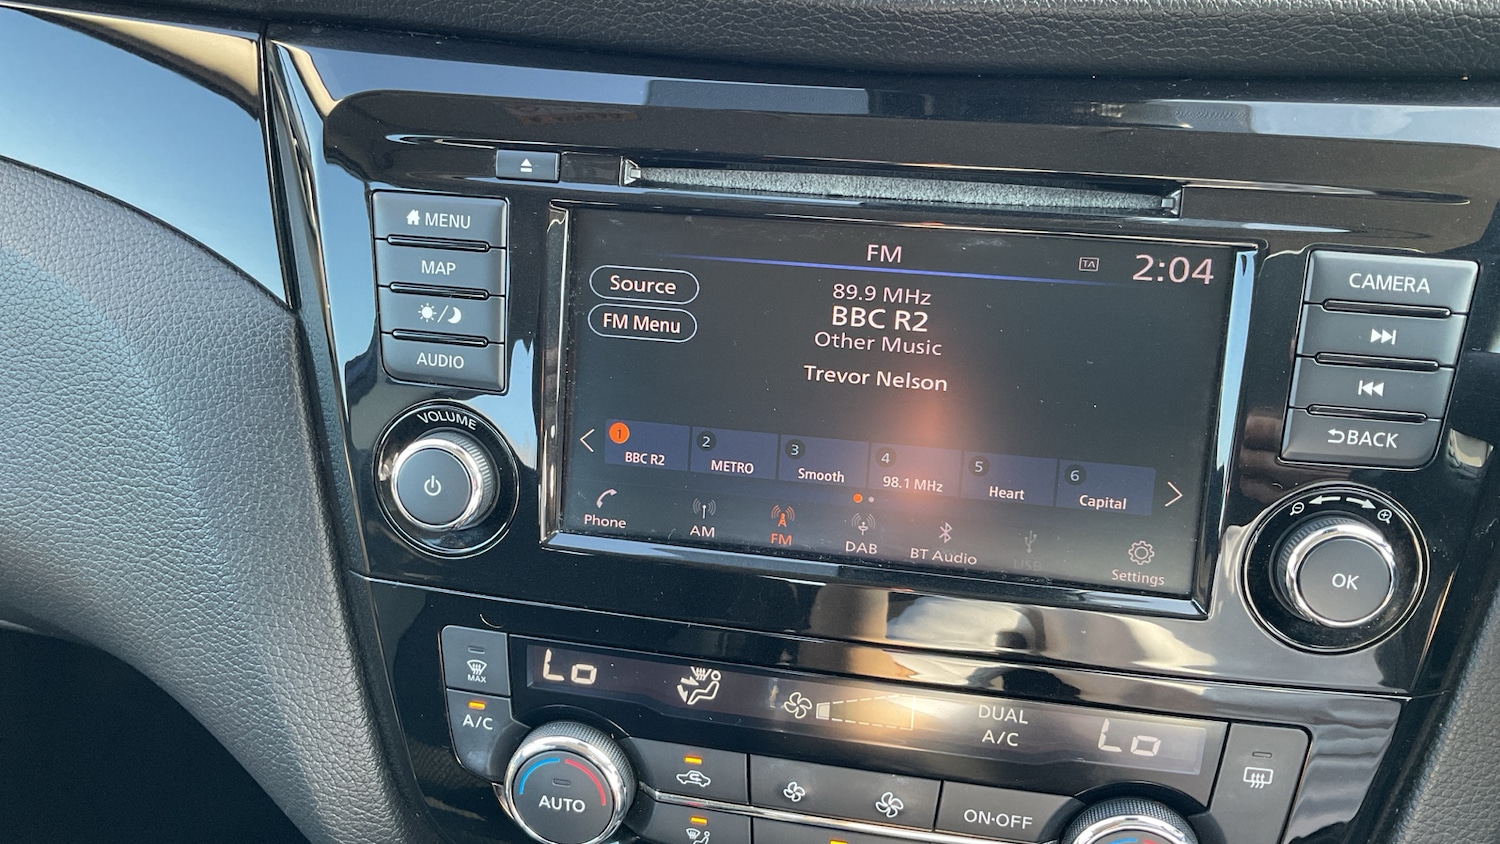 MENU
MAP
AUDIO
VOLUME
FM
TA
2:04
Source
FM Menu
89.9 MHz
BBC R2
Other Music
Trevor Nelson
1
BBC R2
2
METRO
3
Smooth
4
98.1 MHz
5
Heart
6
Capital
Phone
AM
FM
DAB
BT Audio
USB
Settings
CAMERA
BACK
OK
MAX
A/C
Lo
DUAL
A/C
Lo
AUTO
ON·OFF